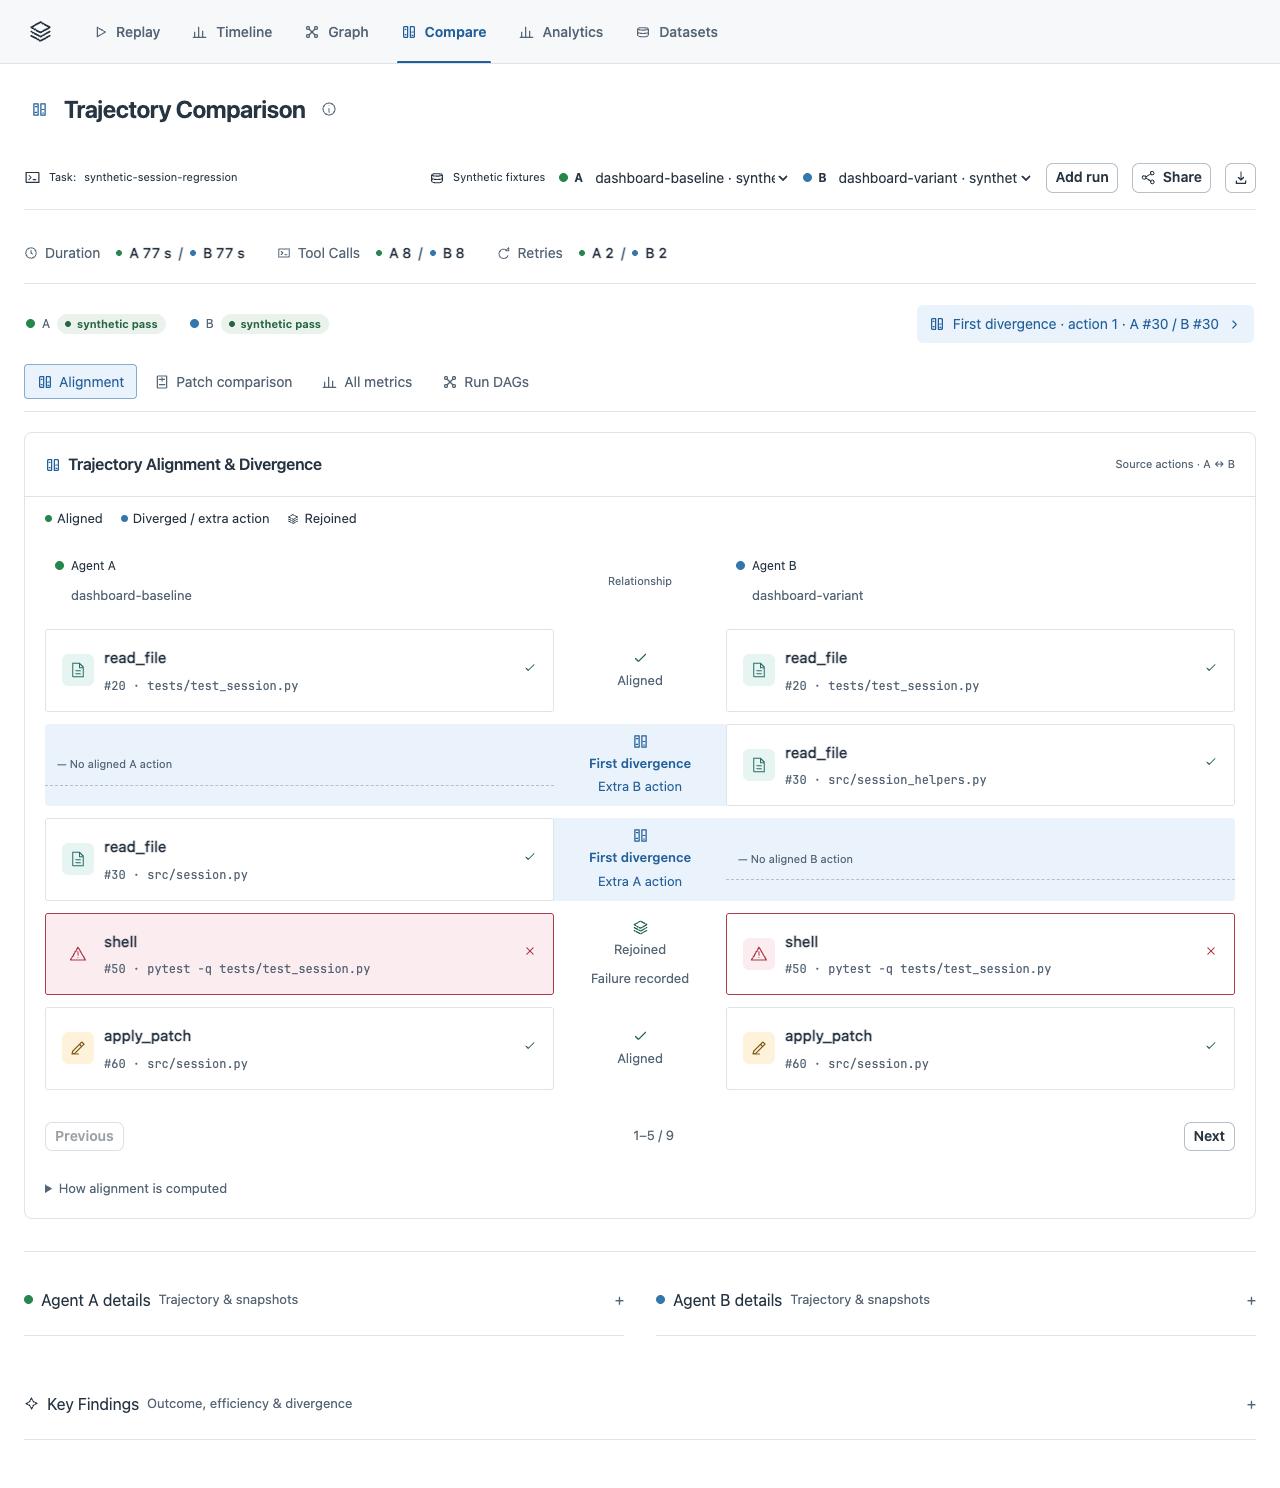 Replay Timeline Graph Compare Analytics Datasets
Trajectory Comparison
Task: synthetic-session-regression Synthetic fixtures A dashboard-baseline · synthe B dashboard-variant · synthet Add run Share
Duration A 77 s / B 77 s Tool Calls A 8 / B 8 Retries A 2 / B 2
A synthetic pass B synthetic pass First divergence · action 1 · A #30 / B #30
Alignment Patch comparison All metrics Run DAGs
Trajectory Alignment & Divergence Source actions · A ↔ B
Aligned Diverged / extra action Rejoined
Agent A
dashboard-baseline
Relationship
Agent B
dashboard-variant
read_file
#20 · tests/test_session.py
Aligned
read_file
#20 · tests/test_session.py
— No aligned A action
First divergence
Extra B action
read_file
#30 · src/session_helpers.py
read_file
#30 · src/session.py
First divergence
Extra A action
— No aligned B action
shell
#50 · pytest -q tests/test_session.py
Rejoined
Failure recorded
shell
#50 · pytest -q tests/test_session.py
apply_patch
#60 · src/session.py
Aligned
apply_patch
#60 · src/session.py
Previous 1–5 / 9 Next
How alignment is computed
Agent A details Trajectory & snapshots + Agent B details Trajectory & snapshots +
Key Findings Outcome, efficiency & divergence +